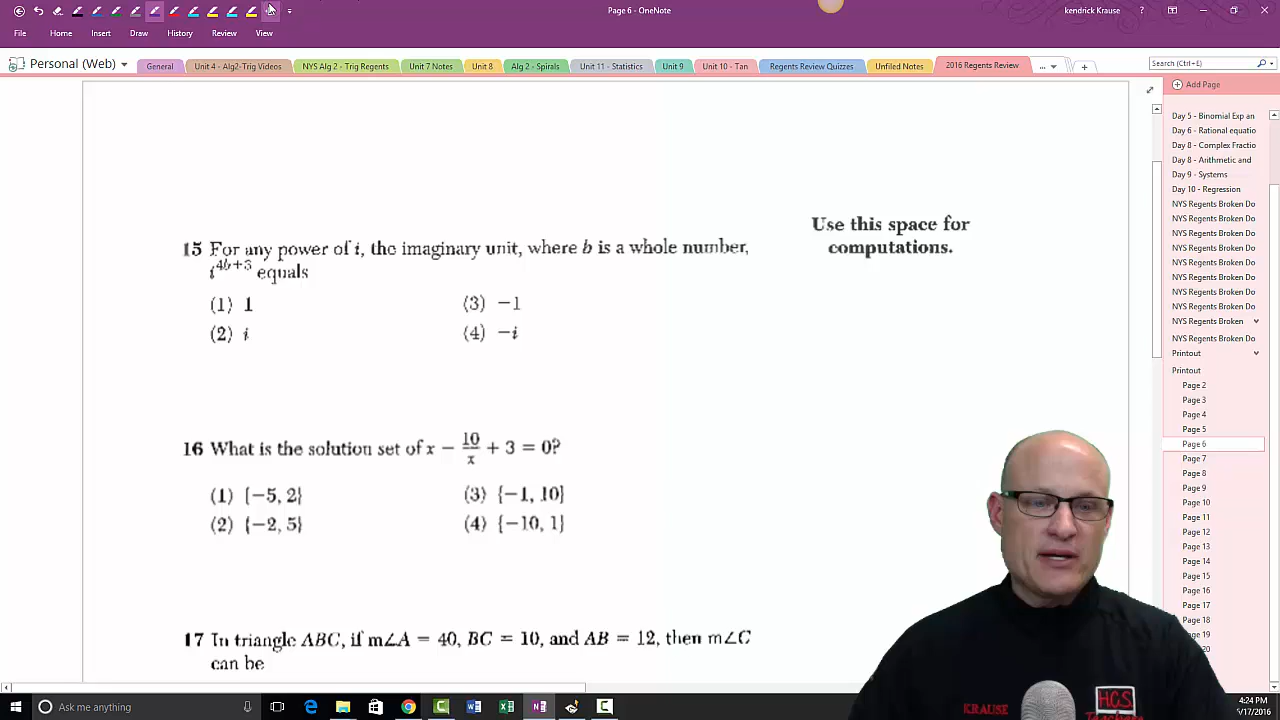 Page 6 - OneNote
kendrick Krause
?
File
Home
Insert
Draw
History
Review
View
Personal (Web)
General
Unit 4 - Alg2-Trig Videos
NYS Alg 2 - Trig Regents
Unit 7 Notes
Unit 8
Alg 2 - Spirals
Unit 11 - Statistics
Unit 9
Unit 10 - Tan
Regents Review Quizzes
Unfiled Notes
2016 Regents Review
...
Search (Ctrl+E)
Add Page
Day 5 - Binomial Exp an
Day 6 - Rational equatio
Day 8 - Complex Fractio
Day 8 - Arithmetic and
Day 9 - Systems
Day 10 - Regression
NYS Regents Broken Do
NYS Regents Broken Do
NYS Regents Broken Do
NYS Regents Broken Do
NYS Regents Broken Do
NYS Regents Broken Do
NYS Regents Broken Do
NYS Regents Broken Do
NYS Regents Broken
NYS Regents Broken Do
Printout
Printout
Page 2
Page 3
Page 4
Page 5
Page 6
Page 7
Page 8
Page 9
Page 10
Page 11
Page 12
Page 13
Page 14
Page 15
Page 16
Page 17
18
19
20
Use this space for
computations.
15 For any power of i, the imaginary unit, where b is a whole number,
i^{4b+3} equals
(1) 1
(3) −1
(2) i
(4) −i
16 What is the solution set of x − 10/x + 3 = 0?
(1) {−5, 2}
(3) {−1, 10}
(2) {−2, 5}
(4) {−10, 1}
17 In triangle ABC, if m∠A = 40, BC = 10, and AB = 12, then m∠C
can be
KRAUSE
H.C.S.
Teachers
Ask me anything
4:24 PM
1/17/2016